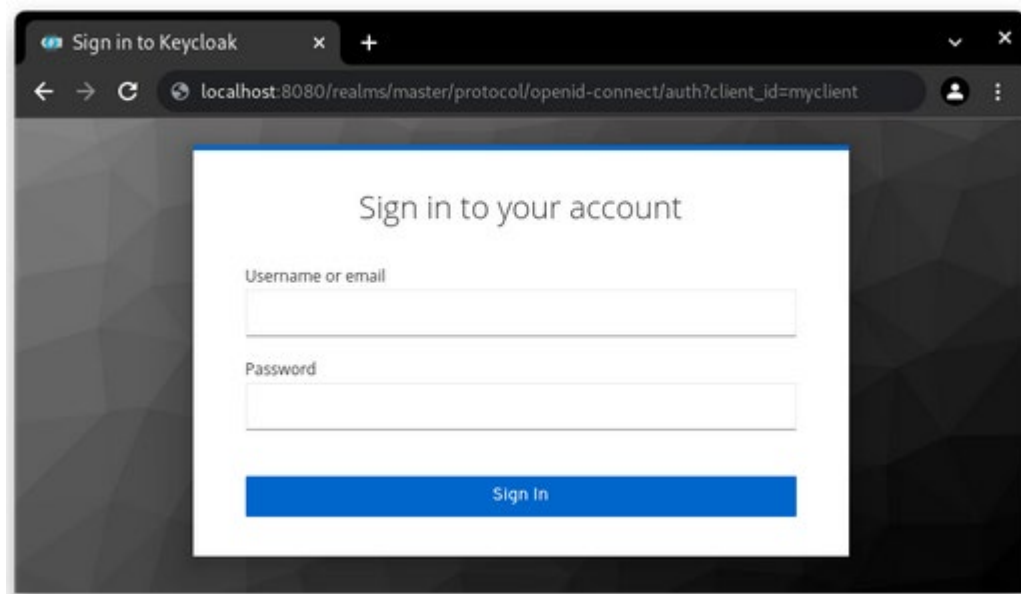 Sign in to Keycloak
localhost:8080/realms/master/protocol/openid-connect/auth?client_id=myclient
Sign in to your account
Username or email
Password
Sign In